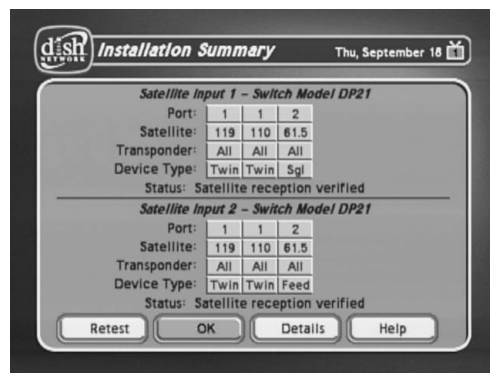 dish
NETWORK
Installation Summary
Thu, September 18
1
Satellite Input 1 – Switch Model DP21
Port: 1 1 2
Satellite: 119 110 61.5
Transponder: All All All
Device Type: Twin Twin Sgl
Status: Satellite reception verified
Satellite Input 2 – Switch Model DP21
Port: 1 1 2
Satellite: 119 110 61.5
Transponder: All All All
Device Type: Twin Twin Feed
Status: Satellite reception verified
Retest OK Details Help